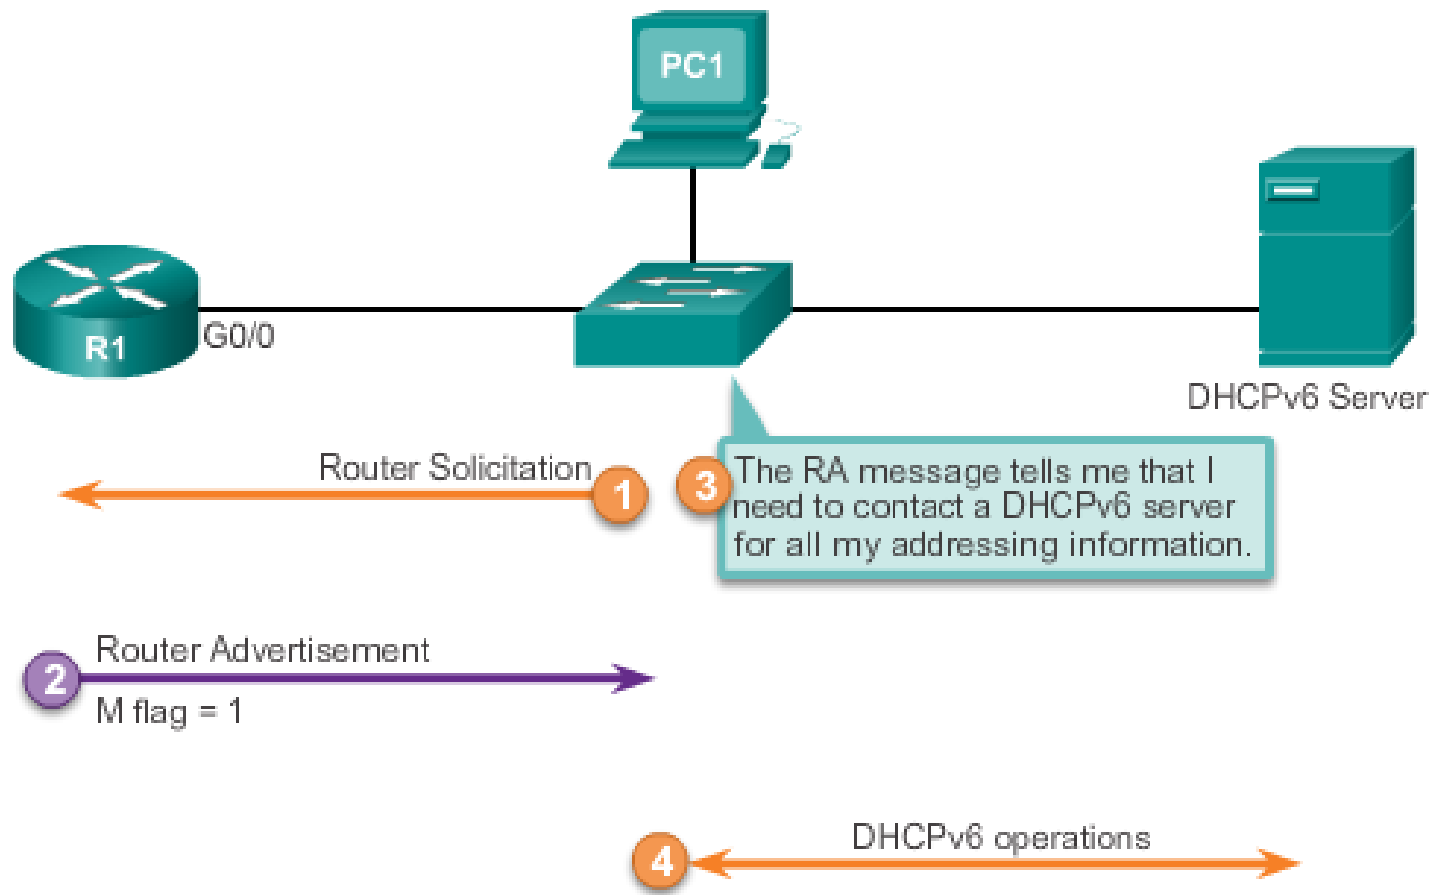 PC1
R1
G0/0
DHCPv6 Server
Router Solicitation
1
3
The RA message tells me that I
need to contact a DHCPv6 server
for all my addressing information.
2
Router Advertisement
M flag = 1
4
DHCPv6 operations